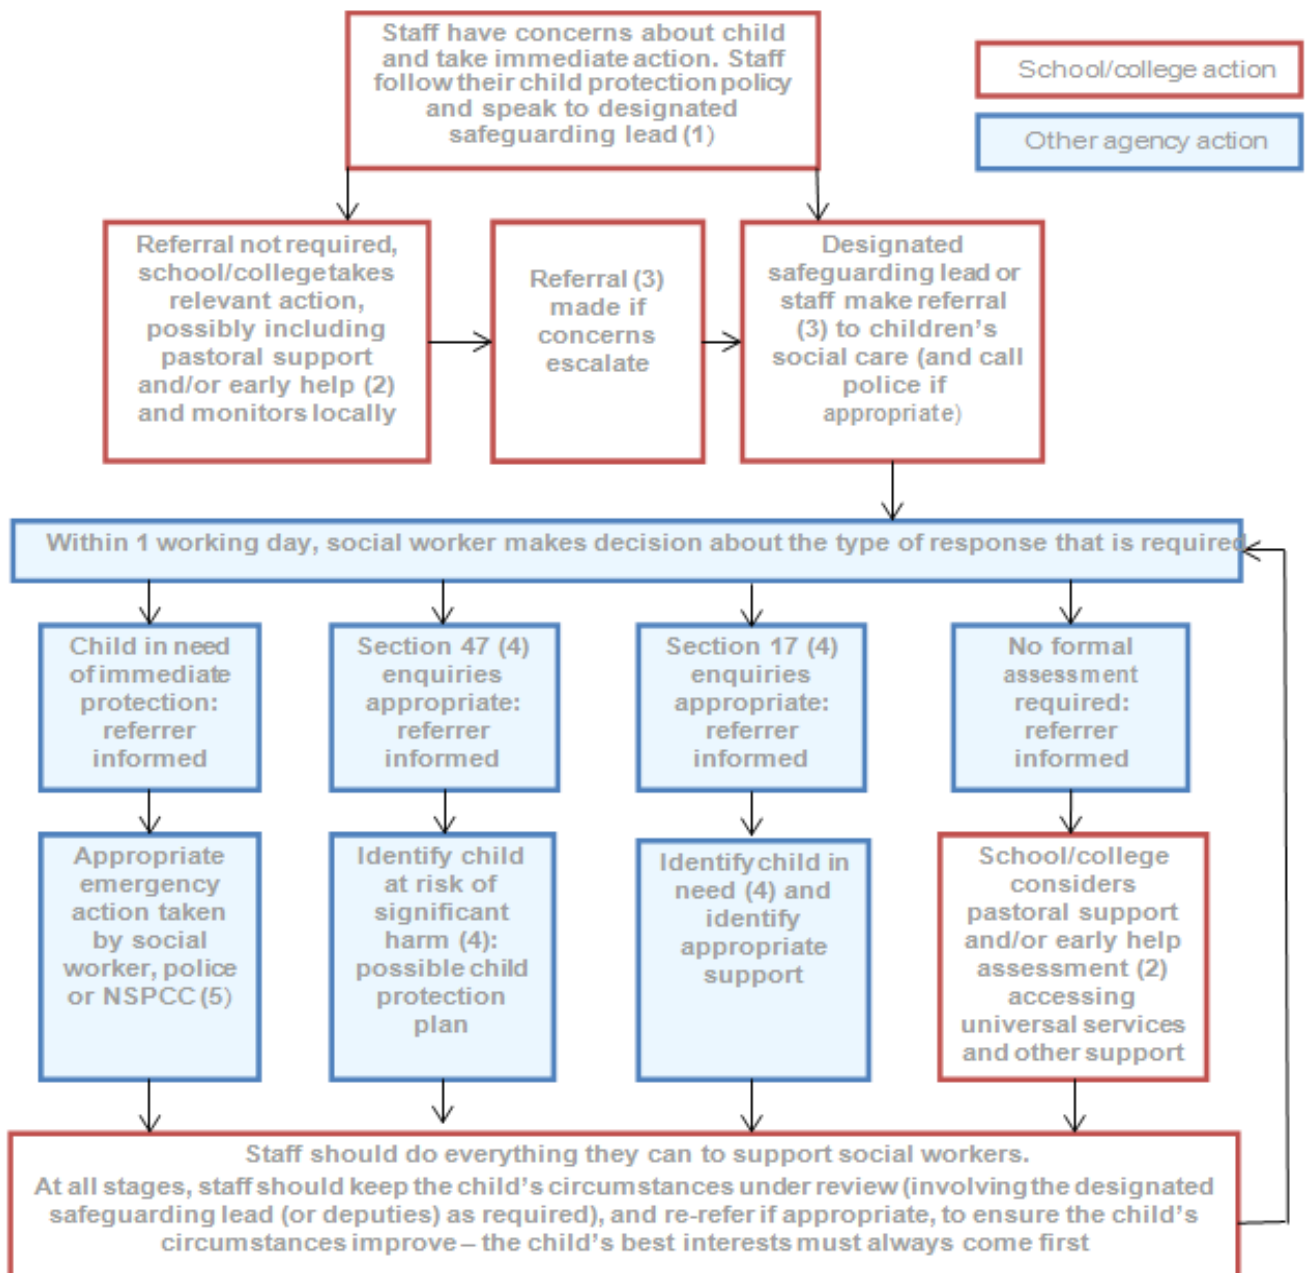 Staff have concerns about child
and take immediate action. Staff
follow their child protection policy
and speak to designated
safeguarding lead (1)
School/college action
Other agency action
Referral not required,
school/college takes
relevant action,
possibly including
pastoral support
and/or early help (2)
and monitors locally
Referral (3)
made if
concerns
escalate
Designated
safeguarding lead or
staff make referral
(3) to children's
social care (and call
police if
appropriate)
Within 1 working day, social worker makes decision about the type of response that is required
Child in need
of immediate
protection:
referrer
informed
Section 47 (4)
enquiries
appropriate:
referrer
informed
Section 17 (4)
enquiries
appropriate:
referrer
informed
No formal
assessment
required:
referrer
informed
Appropriate
emergency
action taken
by social
worker, police
or NSPCC (5)
Identify child
at risk of
significant
harm (4):
possible child
protection
plan
Identify child in
need (4) and
identify
appropriate
support
School/college
considers
pastoral support
and/or early help
assessment (2)
accessing
universal services
and other support
Staff should do everything they can to support social workers.
At all stages, staff should keep the child's circumstances under review (involving the designated
safeguarding lead (or deputies) as required), and re-refer if appropriate, to ensure the child's
circumstances improve – the child's best interests must always come first